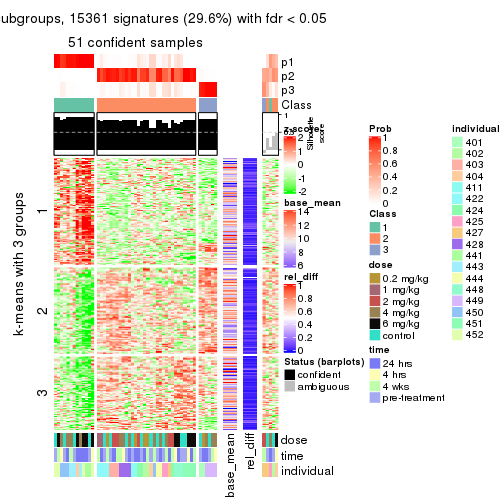 ubgroups, 15361 signatures (29.6%) with fdr < 0.05
51 confident samples
p1
p2
p3
Class
1
0
Silhouette
score
k-means with 3 groups
1
2
3
dose
time
individual
base_mean
rel_diff
z-score
2
1
0
-1
-2
base_mean
14
12
10
8
6
rel_diff
1
0.8
0.6
0.4
0.2
0
Status (barplots)
confident
ambiguous
Prob
1
0.8
0.6
0.4
0.2
0
Class
1
2
3
dose
0.2 mg/kg
1 mg/kg
2 mg/kg
4 mg/kg
6 mg/kg
control
time
24 hrs
4 hrs
4 wks
pre-treatment
individual
401
402
403
404
411
422
424
425
427
428
441
443
444
448
449
450
451
452